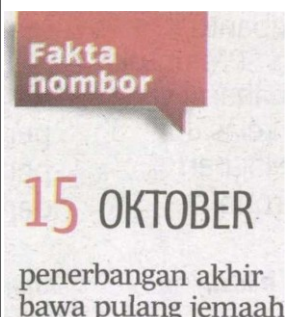 Fakta
nombor
15 OKTOBER
penerbangan akhir
bawa pulang jemaah